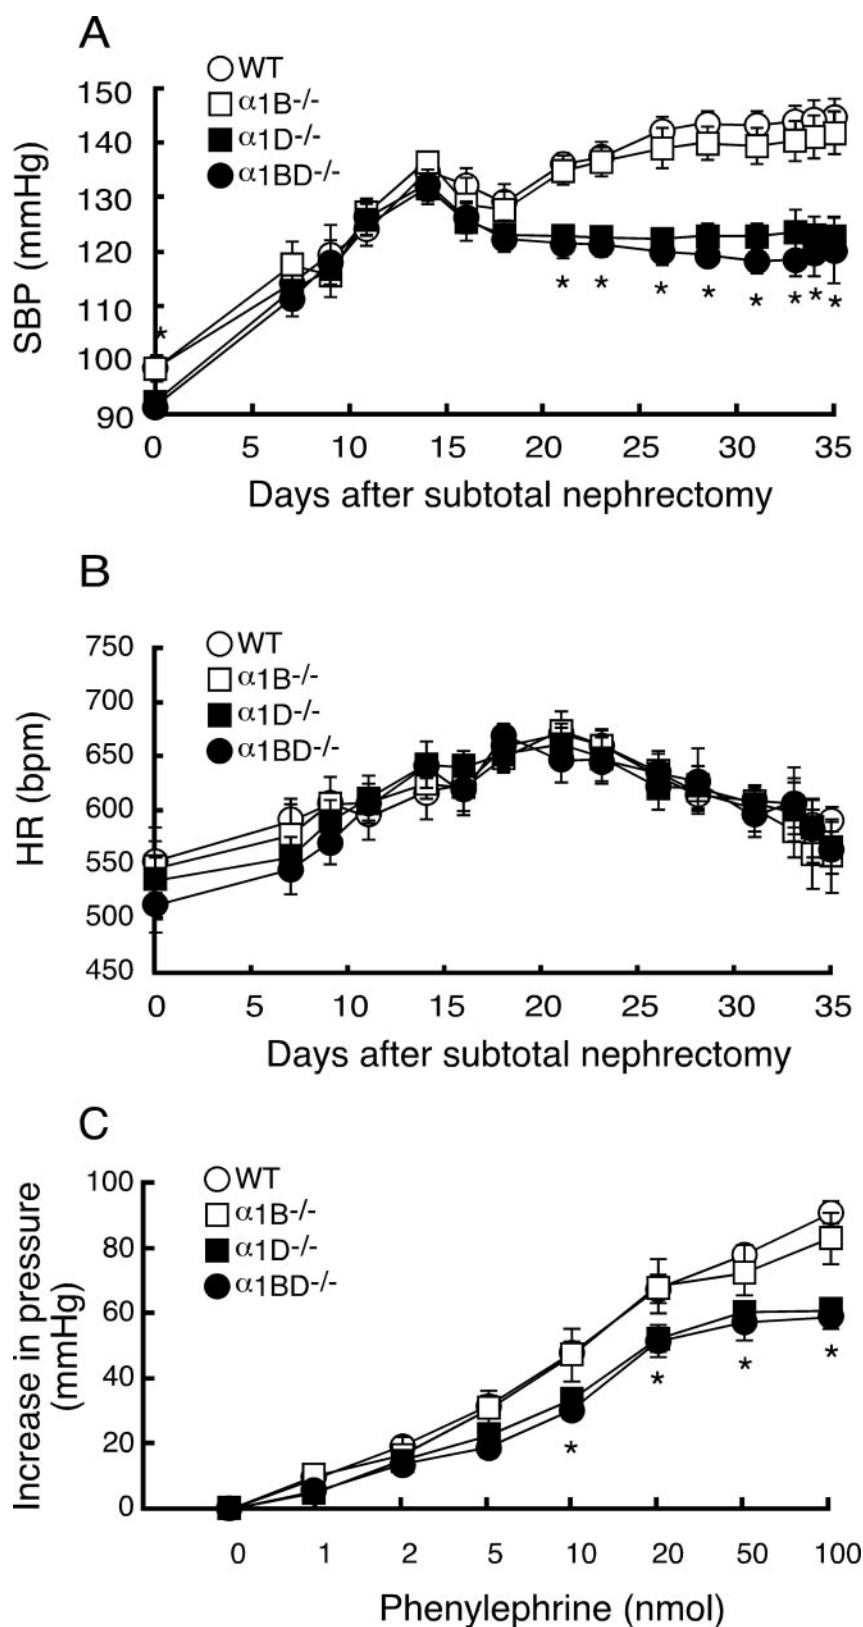 A
WT
α1B-/-
α1D-/-
α1BD-/-
150
140
130
120
110
100
90
SBP (mmHg)
*
* * * * * * * *
0 5 10 15 20 25 30 35
Days after subtotal nephrectomy
B
WT
α1B-/-
α1D-/-
α1BD-/-
750
700
650
600
550
500
450
HR (bpm)
0 5 10 15 20 25 30 35
Days after subtotal nephrectomy
C
WT
α1B-/-
α1D-/-
α1BD-/-
100
80
60
40
20
0
Increase in pressure
(mmHg)
* * * *
0 1 2 5 10 20 50 100
Phenylephrine (nmol)